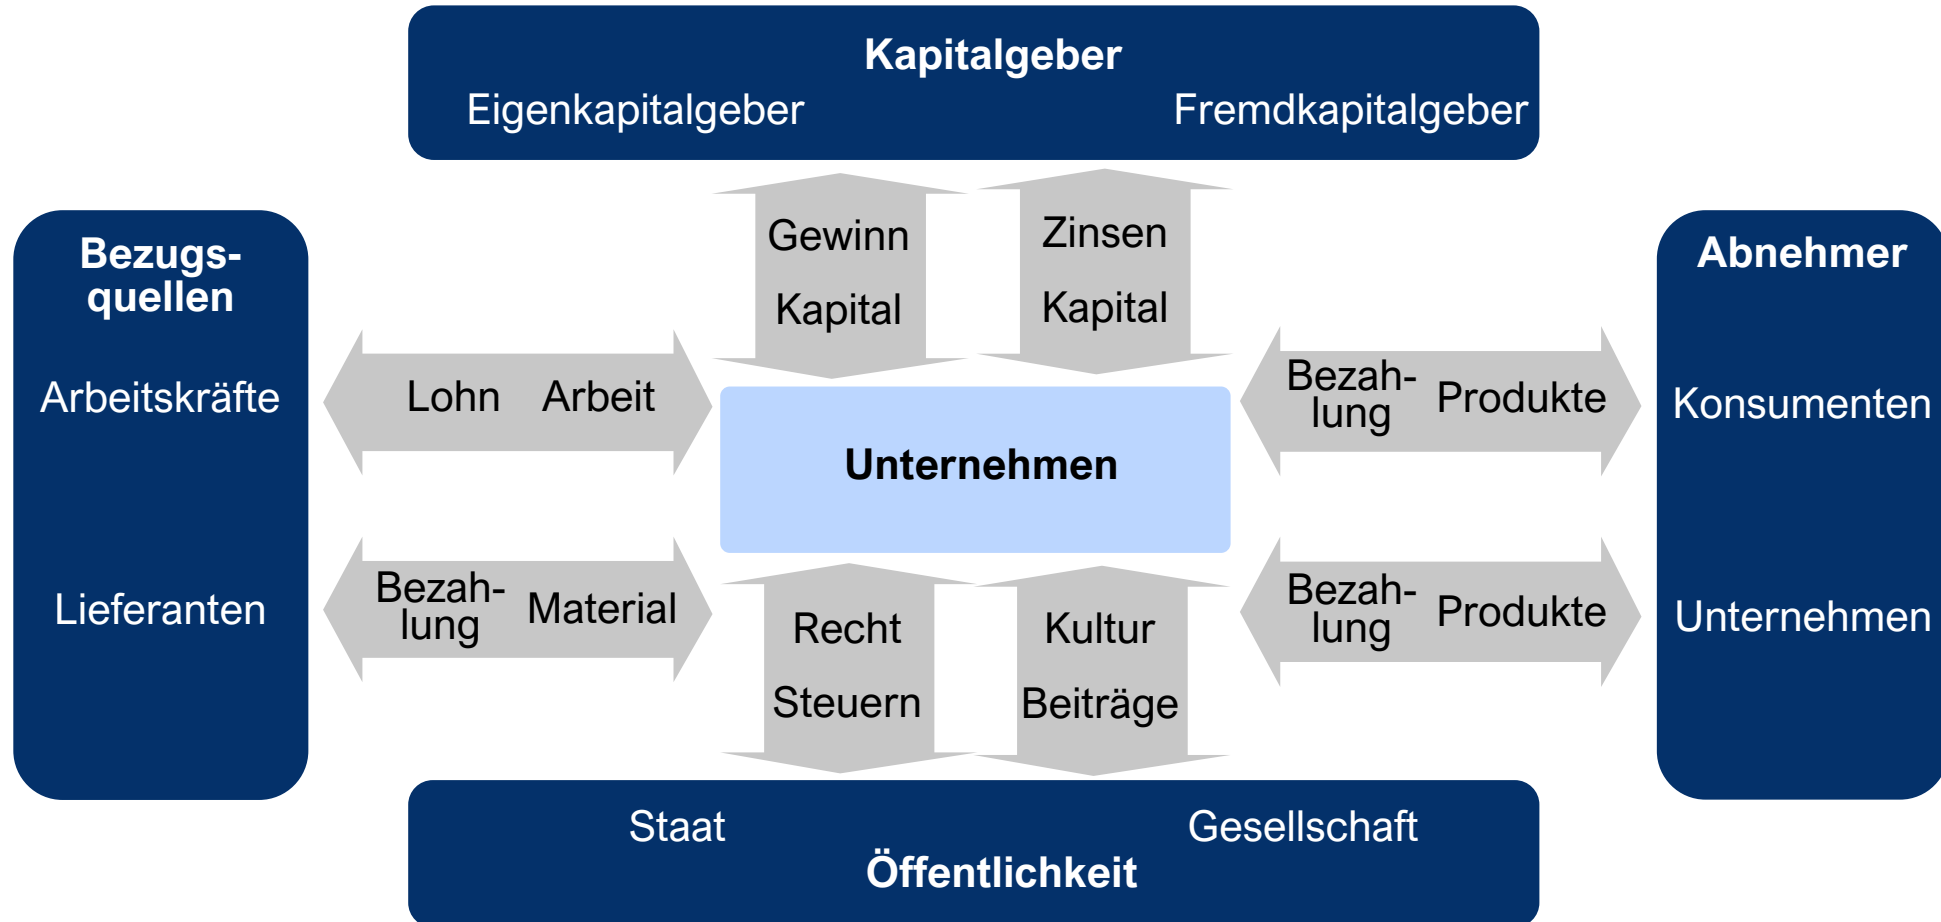 Kapitalgeber
Eigenkapitalgeber Fremdkapitalgeber
Bezugs-
quellen
Arbeitskräfte
Lieferanten
Gewinn
Kapital
Zinsen
Kapital
Lohn Arbeit
Bezah-
lung
Material
Unternehmen
Recht
Steuern
Kultur
Beiträge
Bezah-
lung
Produkte
Bezah-
lung
Produkte
Abnehmer
Konsumenten
Unternehmen
Staat Gesellschaft
Öffentlichkeit